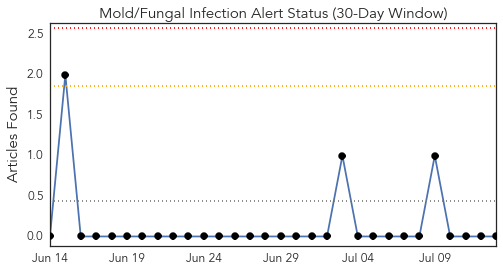 Mold/Fungal Infection Alert Status (30-Day Window)
Articles Found
2.5
2.0
1.5
1.0
0.5
0.0
Jun 14 Jun 19 Jun 24 Jun 29 Jul 04 Jul 09